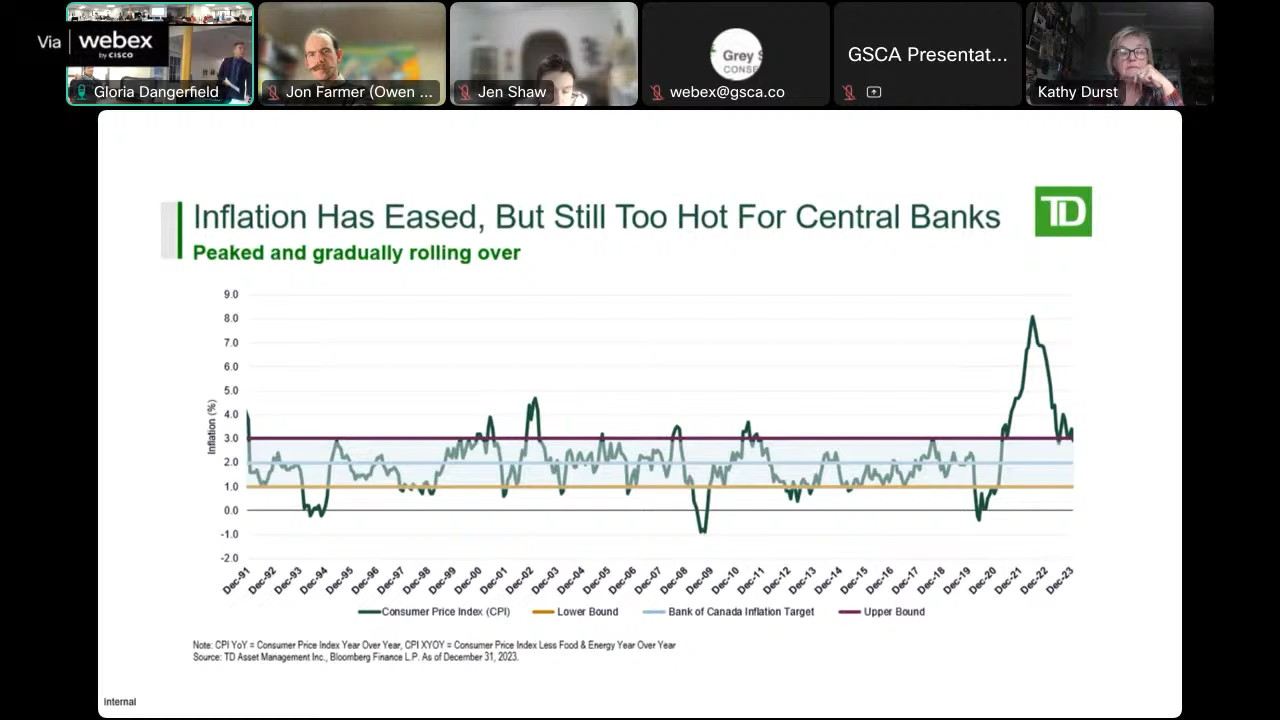 Via webex
by CISCO
Gloria Dangerfield
Jon Farmer (Owen ...
Jen Shaw
Grey S
CONSE
webex@gsca.co
GSCA Presentat...
Kathy Durst
Inflation Has Eased, But Still Too Hot For Central Banks
TD
Peaked and gradually rolling over
9.0
8.0
7.0
6.0
5.0
4.0
3.0
2.0
1.0
0.0
-1.0
-2.0
Inflation (%)
Dec-91 Dec-92 Dec-93 Dec-94 Dec-95 Dec-96 Dec-97 Dec-98 Dec-99 Dec-00 Dec-01 Dec-02 Dec-03 Dec-04 Dec-05 Dec-06 Dec-07 Dec-08 Dec-09 Dec-10 Dec-11 Dec-12 Dec-13 Dec-14 Dec-15 Dec-16 Dec-17 Dec-18 Dec-19 Dec-20 Dec-21 Dec-22 Dec-23
Consumer Price Index (CPI) Lower Bound Bank of Canada Inflation Target Upper Bound
Note: CPI YoY = Consumer Price Index Year Over Year, CPI XYOY = Consumer Price Index Less Food & Energy Year Over Year
Source: TD Asset Management Inc., Bloomberg Finance L.P. As of December 31, 2023.
Internal